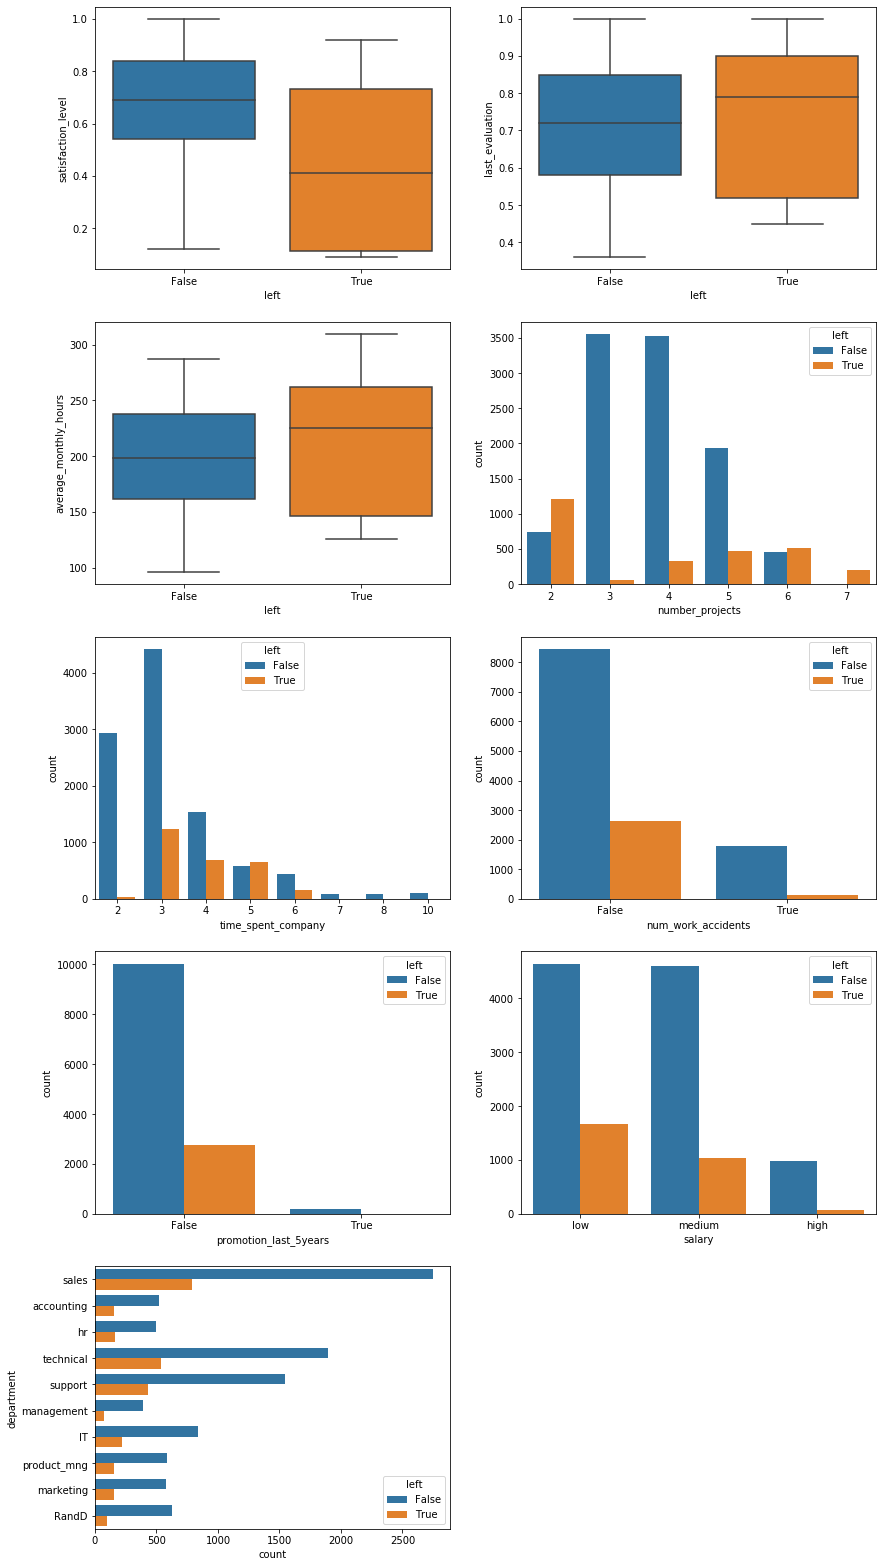 1.0
0.8
0.6
0.4
0.2
satisfaction_level
False True
left
1.0
0.9
0.8
0.7
0.6
0.5
0.4
last_evaluation
False True
left
300
250
200
150
100
average_monthly_hours
False True
left
3500
3000
2500
2000
1500
1000
500
0
count
left
False
True
2 3 4 5 6 7
number_projects
4000
3000
2000
1000
0
count
left
False
True
2 3 4 5 6 7 8 10
time_spent_company
8000
7000
6000
5000
4000
3000
2000
1000
0
count
left
False
True
False True
num_work_accidents
10000
8000
6000
4000
2000
0
count
left
False
True
False True
promotion_last_5years
4000
3000
2000
1000
0
count
left
False
True
low medium high
salary
sales
accounting
hr
technical
support
management
IT
product_mng
marketing
RandD
department
left
False
True
0 500 1000 1500 2000 2500
count